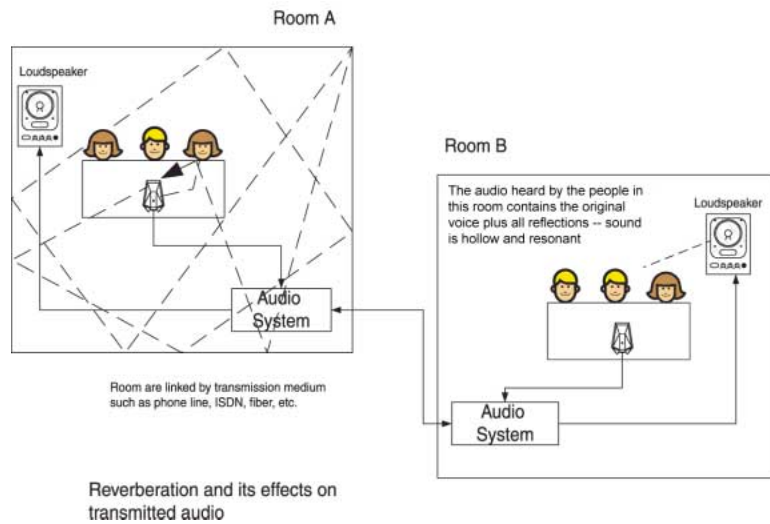 Room A
Loudspeaker
Audio
System
Room are linked by transmission medium
such as phone line, ISDN, fiber, etc.
Room B
The audio heard by the people in
this room contains the original
voice plus all reflections -- sound
is hollow and resonant
Loudspeaker
Audio
System
Reverberation and its effects on
transmitted audio